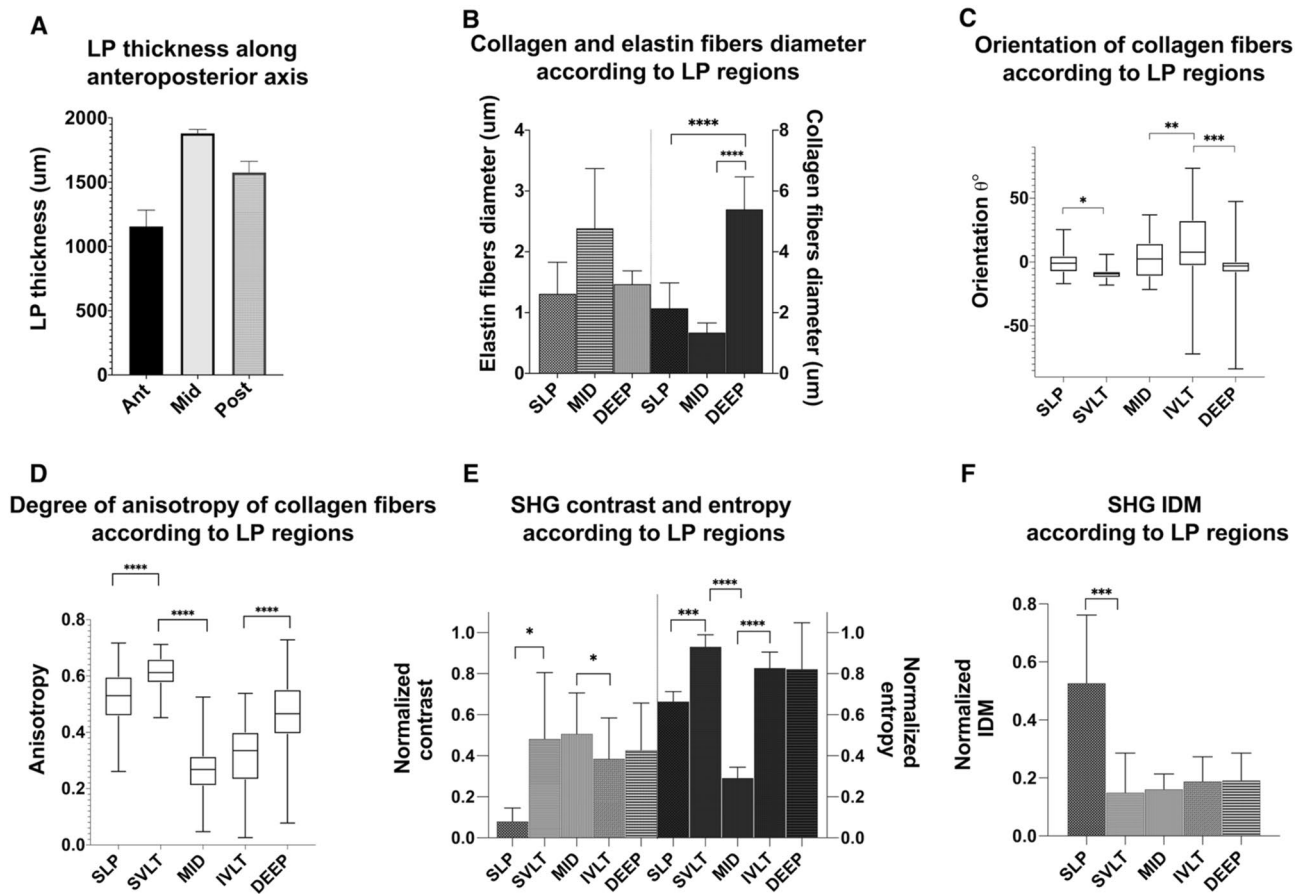 A
LP thickness along
anteroposterior axis
LP thickness (um)
2000
1500
1000
500
0
Ant
Mid
Post
B
Collagen and elastin fibers diameter
according to LP regions
Elastin fibers diameter (um)
4
3
2
1
0
****
****
8
6
4
2
0
Collagen fibers diameter (um)
SLP
MID
DEEP
SLP
MID
DEEP
C
Orientation of collagen fibers
according to LP regions
Orientation θ°
50
0
-50
*
**
***
SLP
SVLT
MID
IVLT
DEEP
D
Degree of anisotropy of collagen fibers
according to LP regions
Anisotropy
0.8
0.6
0.4
0.2
0.0
****
****
****
SLP
SVLT
MID
IVLT
DEEP
E
SHG contrast and entropy
according to LP regions
Normalized
contrast
1.0
0.8
0.6
0.4
0.2
0.0
*
*
***
****
****
1.0
0.8
0.6
0.4
0.2
0.0
Normalized
entropy
SLP
SVLT
MID
IVLT
DEEP
SLP
SVLT
MID
IVLT
DEEP
F
SHG IDM
according to LP regions
Normalized
IDM
0.8
0.6
0.4
0.2
0.0
***
SLP
SVLT
MID
IVLT
DEEP